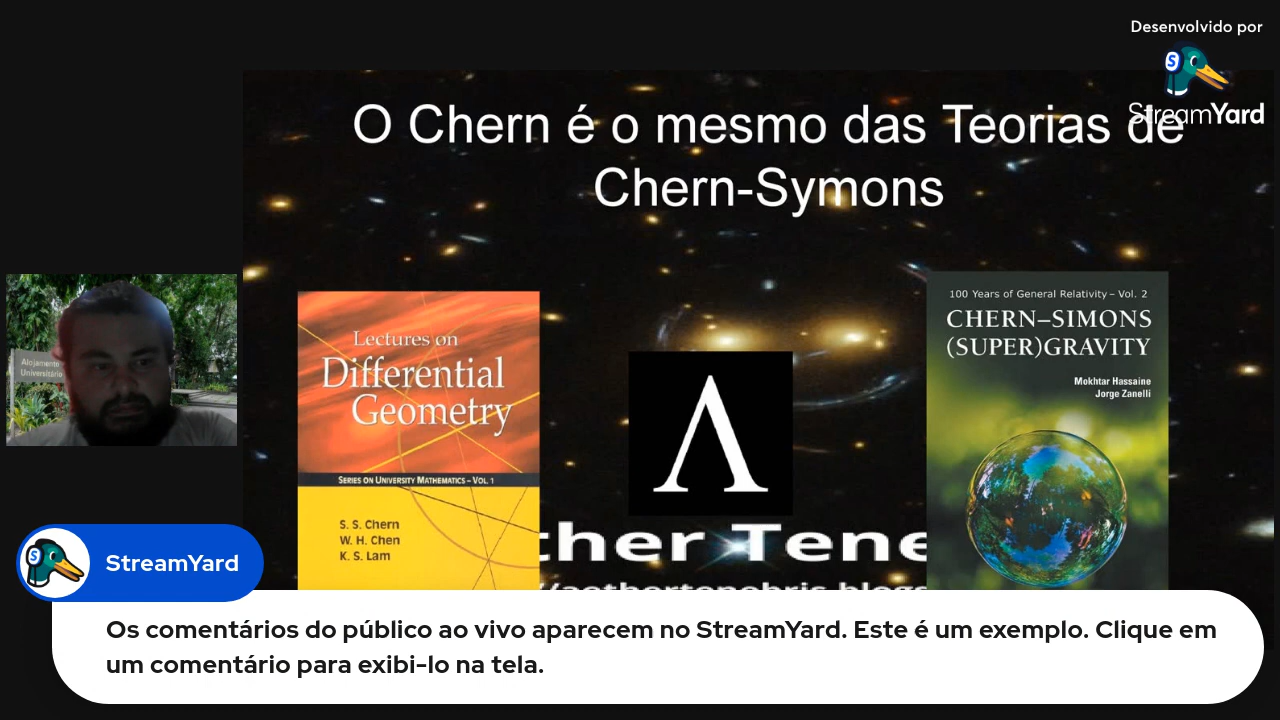 Desenvolvido por
StreamYard
O Chern é o mesmo das Teorias de
Chern-Symons
Alojamento
Universitário
Lectures on
Differential
Geometry
SERIES ON UNIVERSITY MATHEMATICS – VOL. 1
S. S. Chern
W. H. Chen
K. S. Lam
100 Years of General Relativity – Vol. 2
CHERN–SIMONS
(SUPER)GRAVITY
Mokhtar Hassaine
Jorge Zanelli
Λ
ther Tene
StreamYard
Os comentários do público ao vivo aparecem no StreamYard. Este é um exemplo. Clique em
um comentário para exibi-lo na tela.